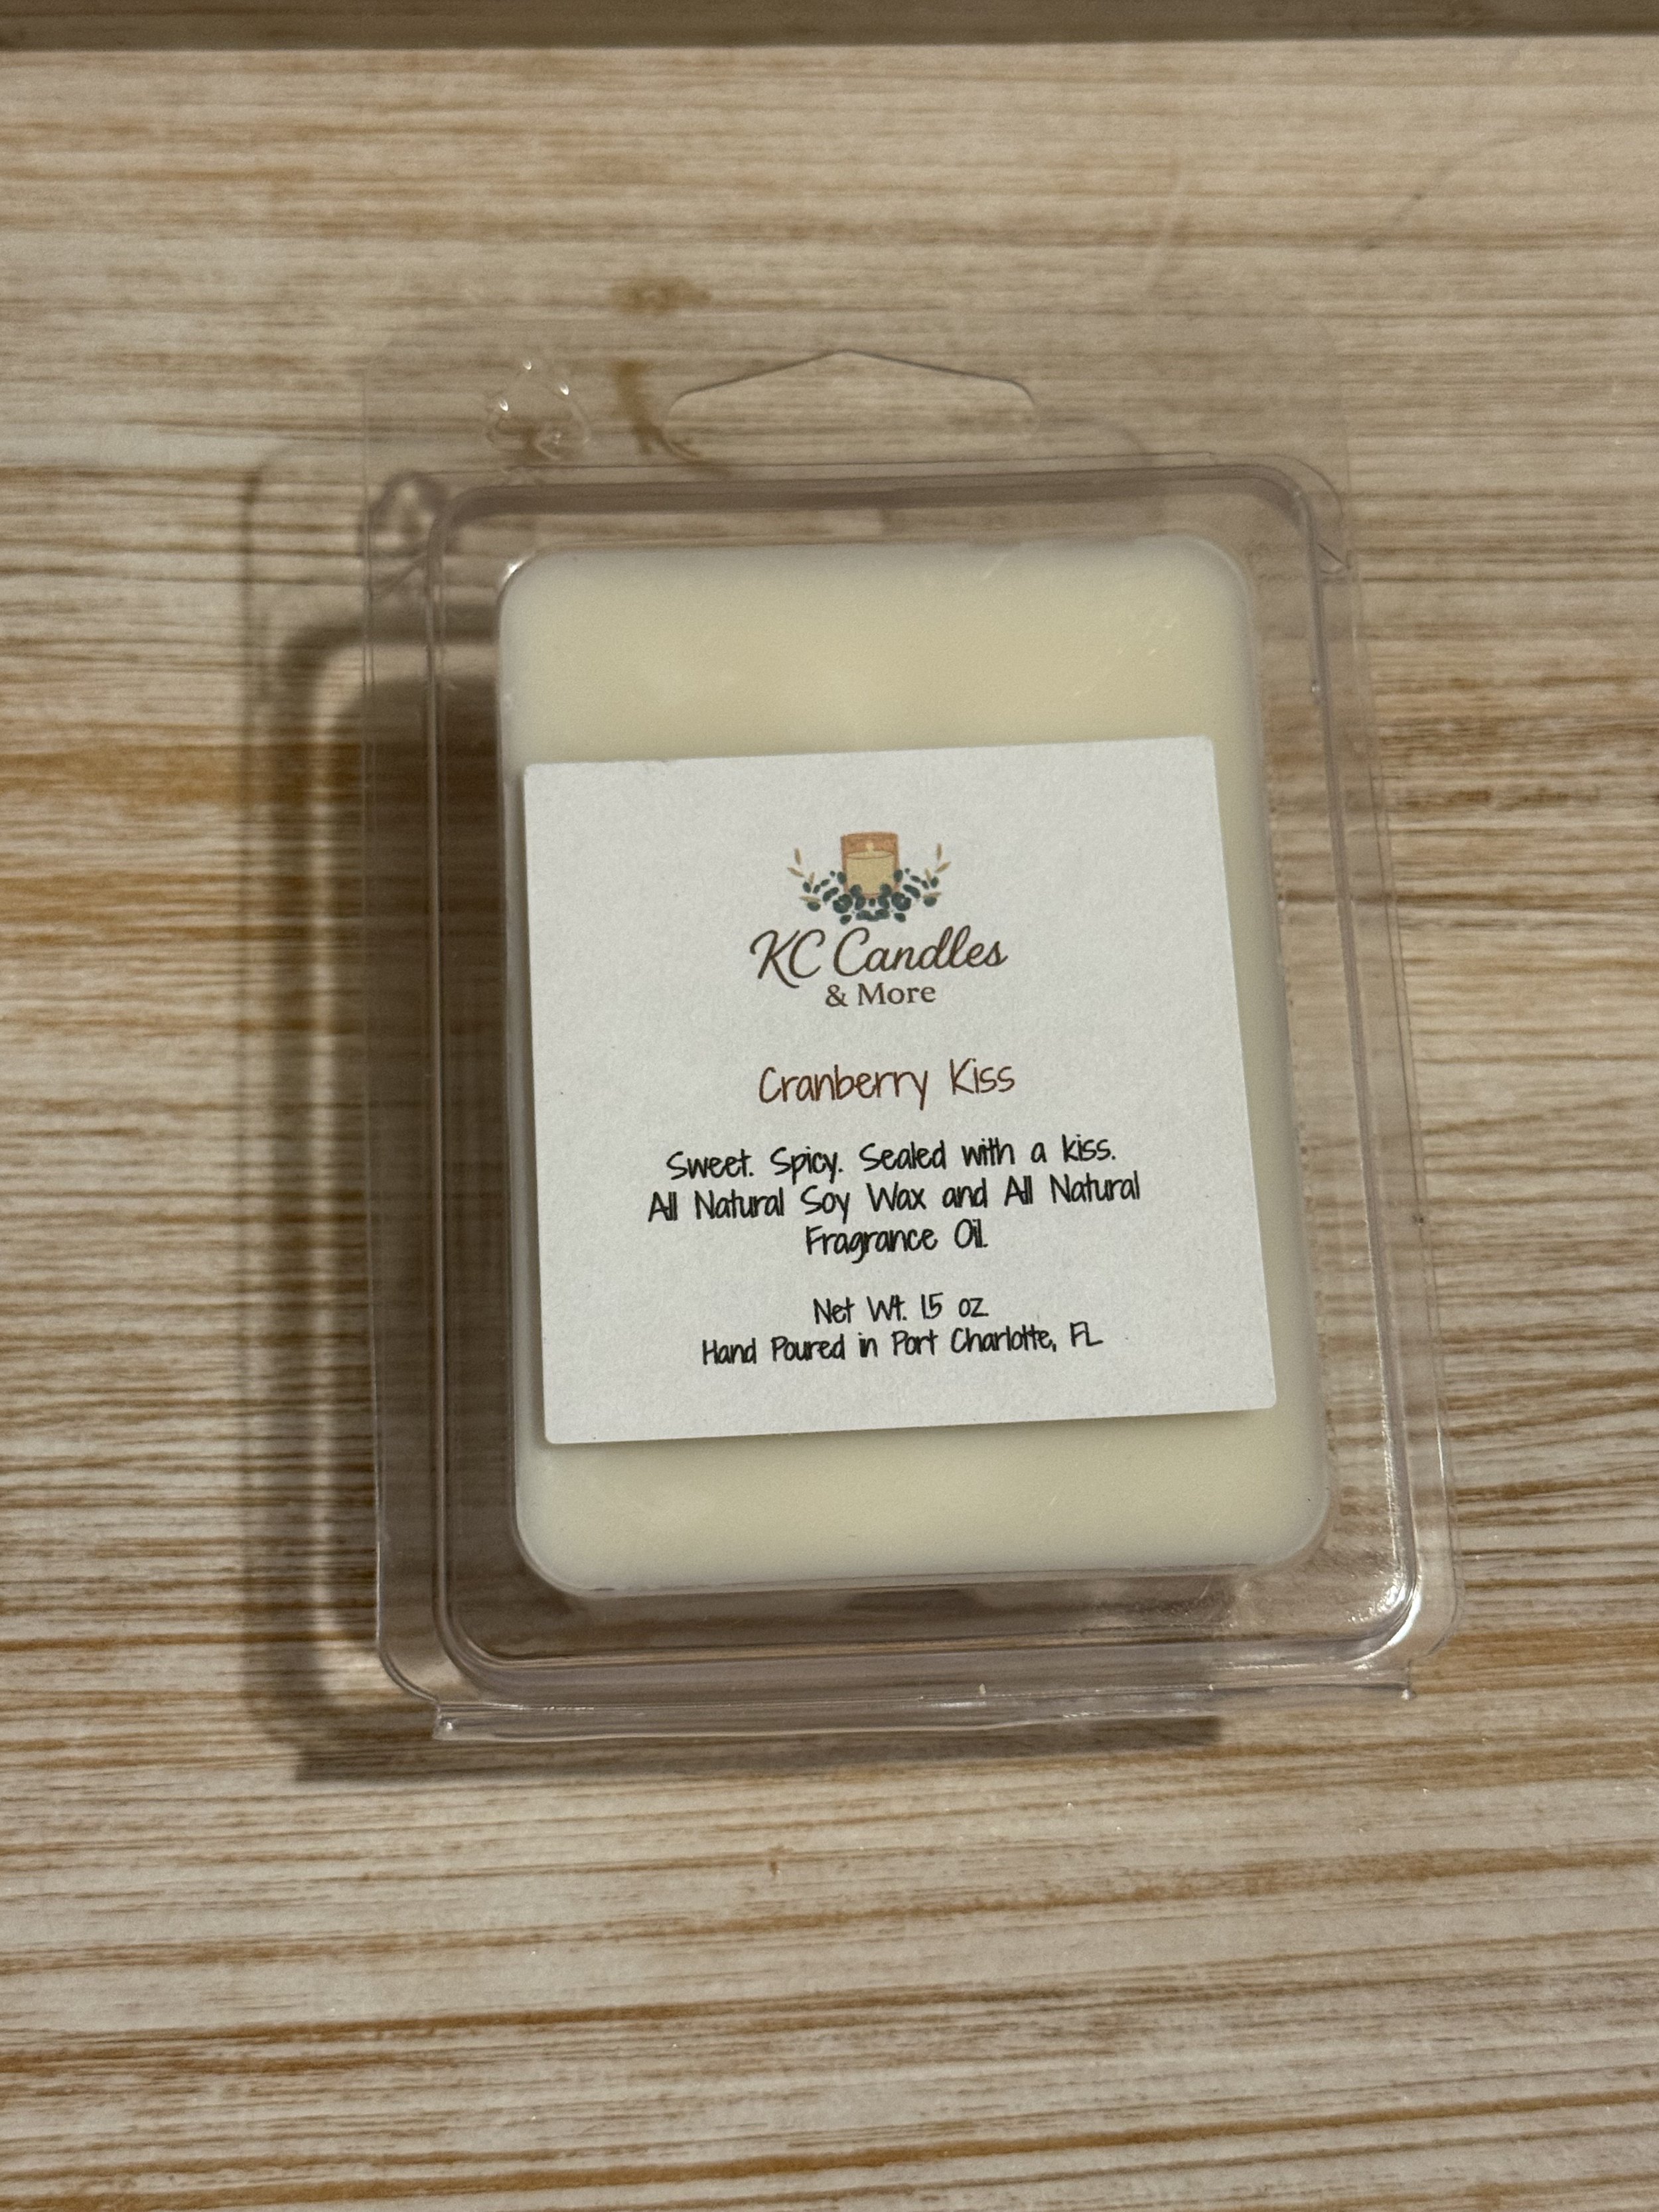 KC Candles
& More
Cranberry Kiss
Sweet. Spicy. Sealed with a kiss.
All Natural Soy Wax and All Natural
Fragrance Oil.
Net Wt. 1.5 oz
Hand Poured in Port Charlotte, FL